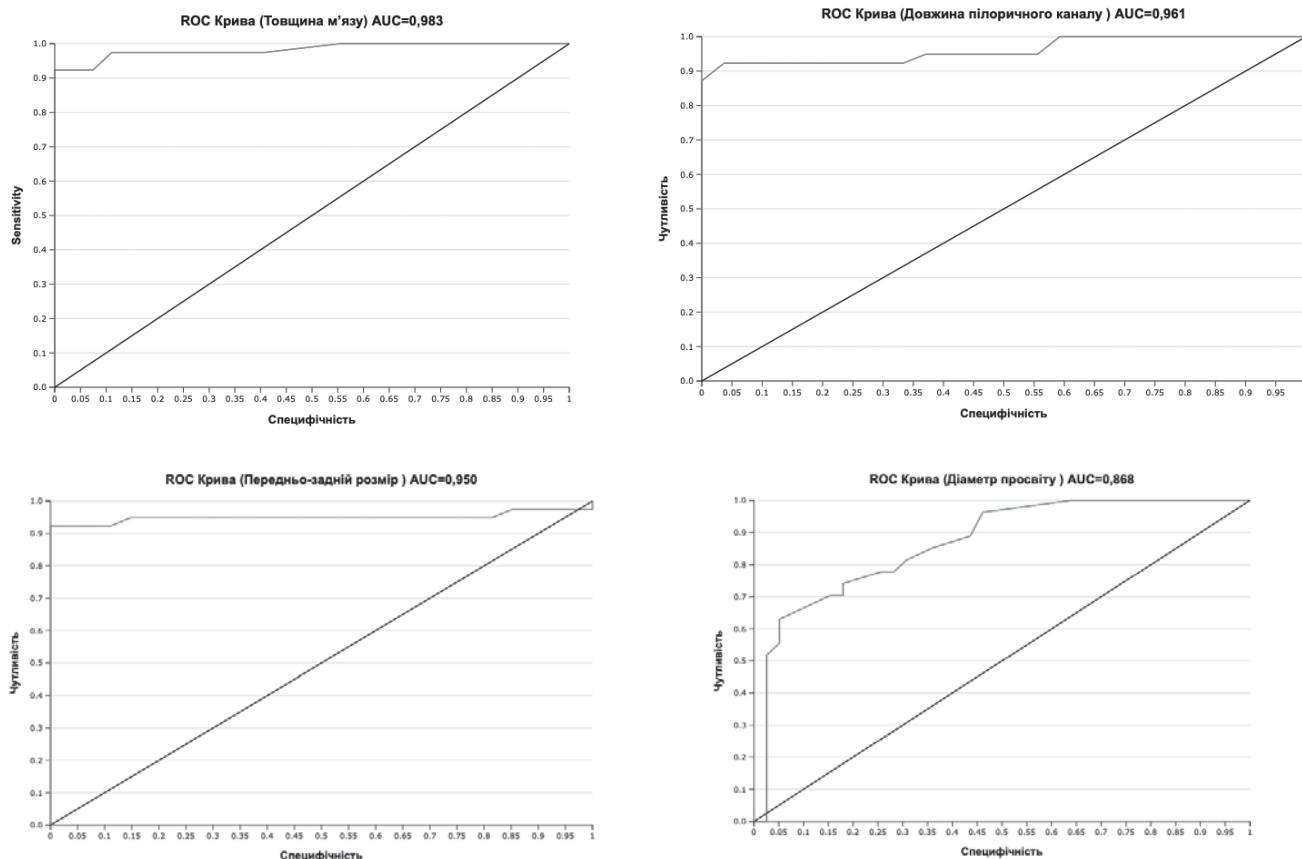 ROC Крива (Товщина м’язу) AUC=0,983
1.0
0.9
0.8
0.7
0.6
0.5
0.4
0.3
0.2
0.1
0.0
Sensitivity
0 0.05 0.1 0.15 0.2 0.25 0.3 0.35 0.4 0.45 0.5 0.55 0.6 0.65 0.7 0.75 0.8 0.85 0.9 0.95 1
Специфічність
ROC Крива (Довжина пілоричного каналу ) AUC=0,961
1.0
0.9
0.8
0.7
0.6
0.5
0.4
0.3
0.2
0.1
0.0
Чутливість
0 0.05 0.1 0.15 0.2 0.25 0.3 0.35 0.4 0.45 0.5 0.55 0.6 0.65 0.7 0.75 0.8 0.85 0.9 0.95
Специфічність
ROC Крива (Передньо-задній розмір ) AUC=0,950
1.0
0.9
0.8
0.7
0.6
0.5
0.4
0.3
0.2
0.1
0.0
Чутливість
0 0.05 0.1 0.15 0.2 0.25 0.3 0.35 0.4 0.45 0.5 0.55 0.6 0.65 0.7 0.75 0.8 0.85 0.9 0.95 1
Специфічність
ROC Крива (Діаметр просвіту ) AUC=0,868
1.0
0.9
0.8
0.7
0.6
0.5
0.4
0.3
0.2
0.1
0.0
Чутливість
0 0.05 0.1 0.15 0.2 0.25 0.3 0.35 0.4 0.45 0.5 0.55 0.6 0.65 0.7 0.75 0.8 0.85 0.9 0.95 1
Специфічність